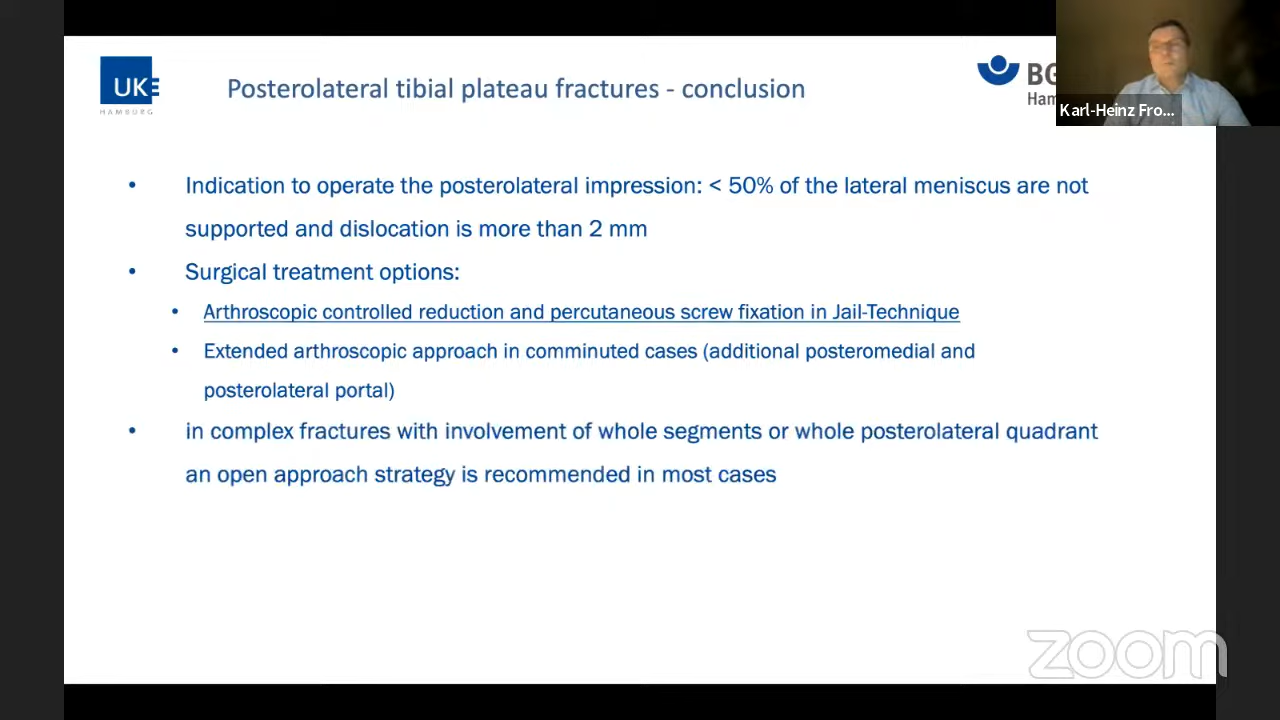 UKE
HAMBURG
Posterolateral tibial plateau fractures - conclusion
BG
Ham
Karl-Heinz Fro...
• Indication to operate the posterolateral impression: < 50% of the lateral meniscus are not
supported and dislocation is more than 2 mm
• Surgical treatment options:
• Arthroscopic controlled reduction and percutaneous screw fixation in Jail-Technique
• Extended arthroscopic approach in comminuted cases (additional posteromedial and
posterolateral portal)
• in complex fractures with involvement of whole segments or whole posterolateral quadrant
an open approach strategy is recommended in most cases
zoom